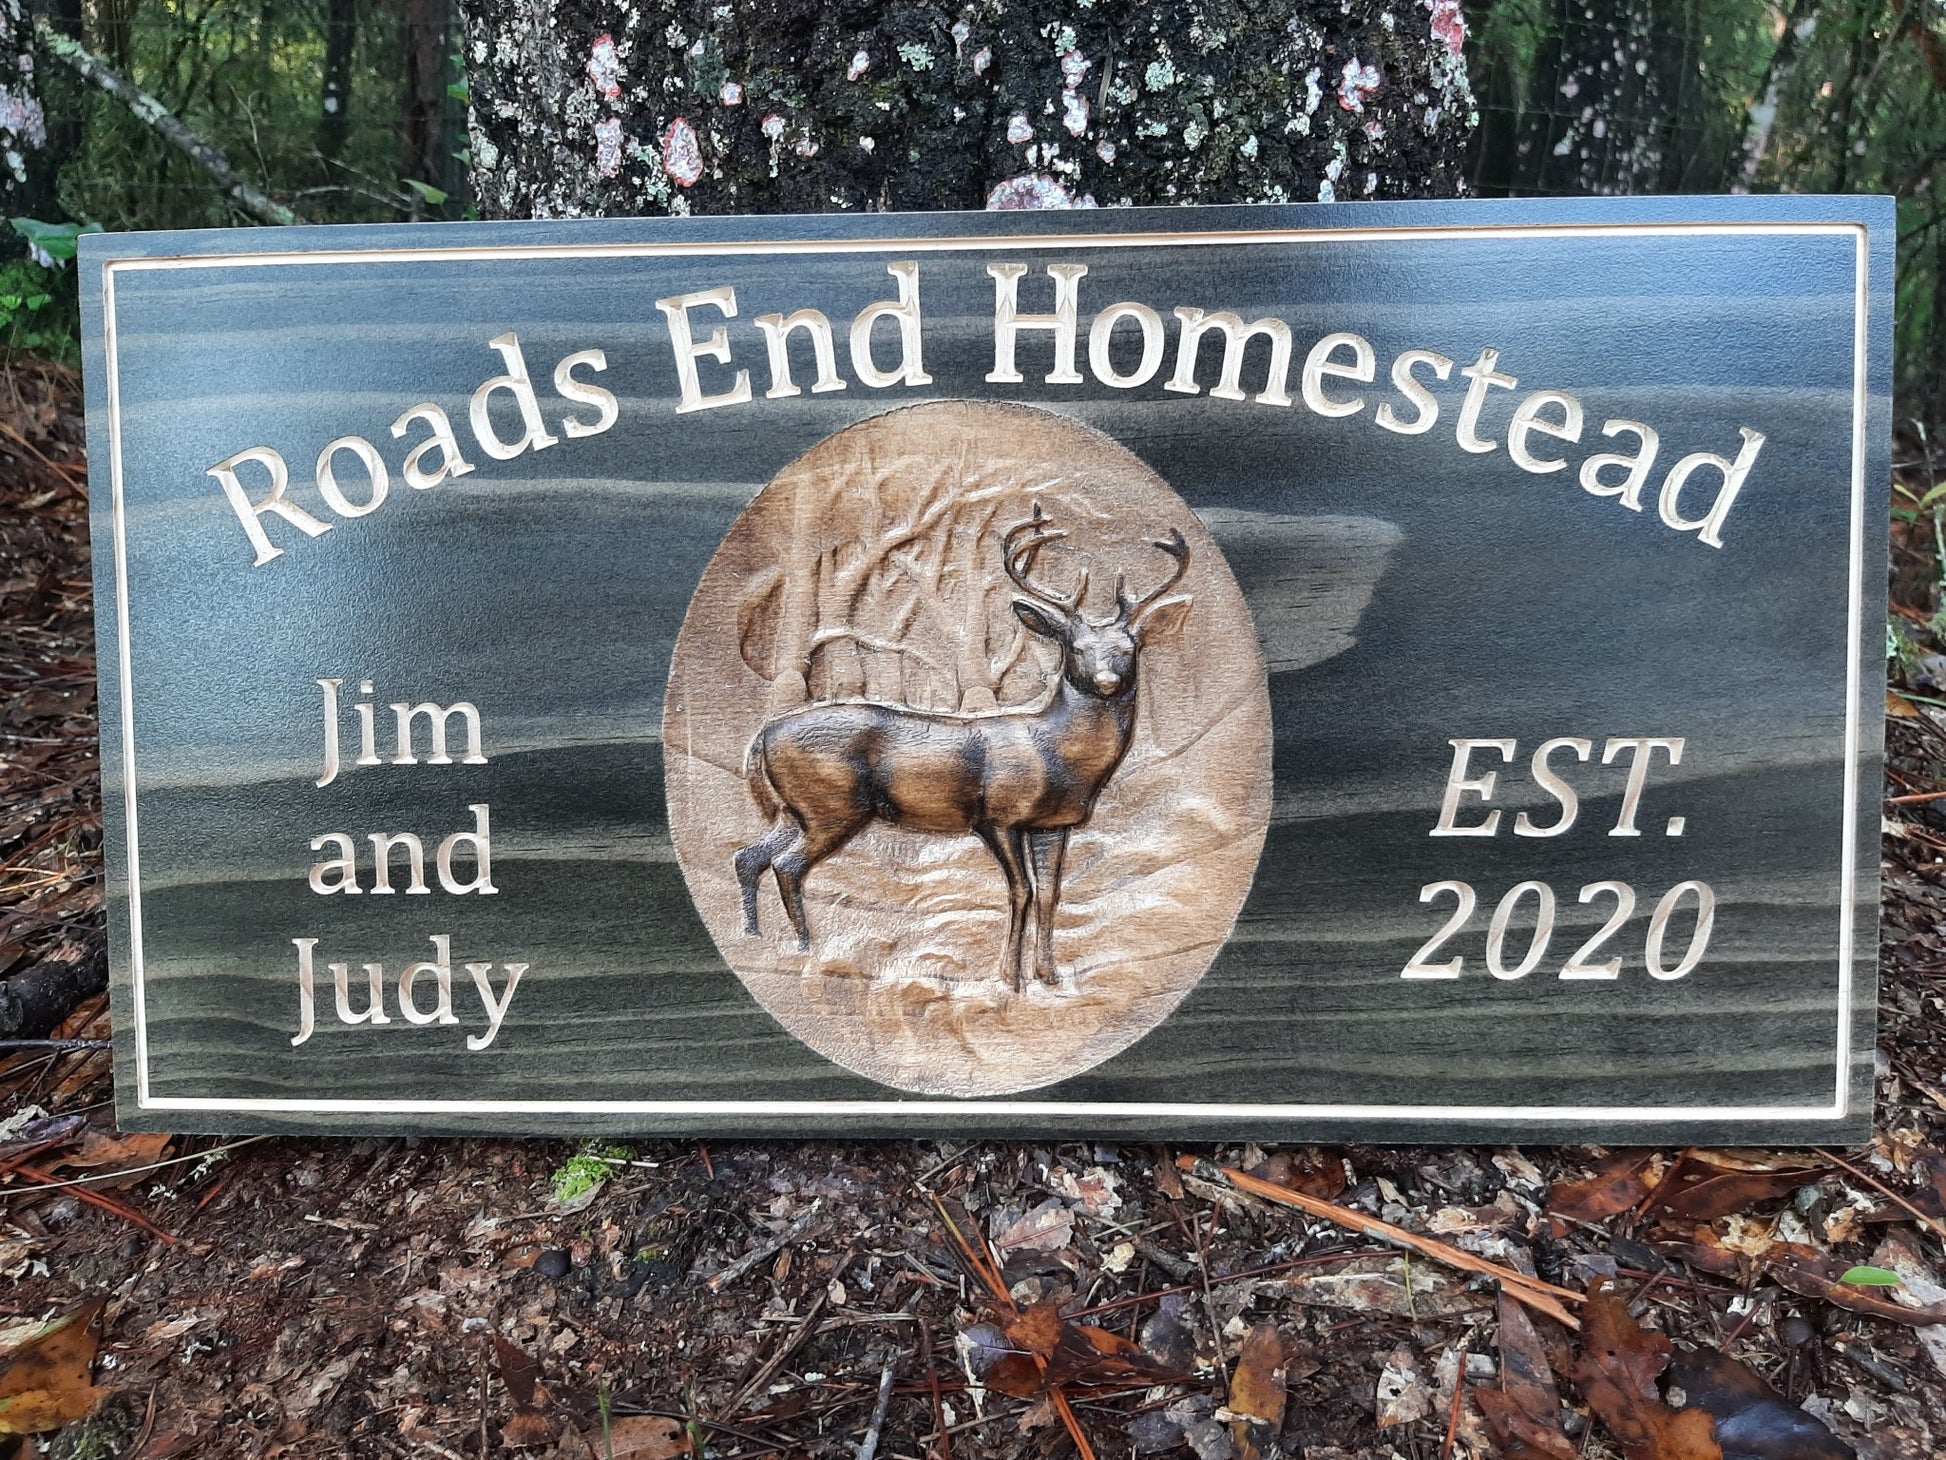 Roads End Homestead
Jim
and
Judy
EST.
2020